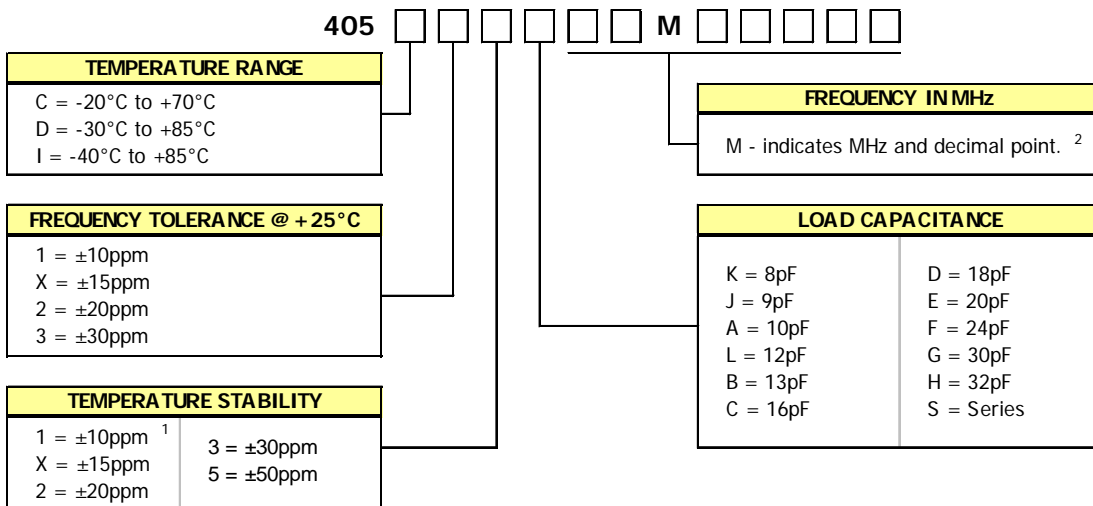 405 M
TEMPERATURE RANGE
C = -20°C to +70°C
D = -30°C to +85°C
I = -40°C to +85°C
FREQUENCY TOLERANCE @ +25°C
1 = ±10ppm
X = ±15ppm
2 = ±20ppm
3 = ±30ppm
TEMPERATURE STABILITY
1 = ±10ppm 1
X = ±15ppm
2 = ±20ppm
3 = ±30ppm
5 = ±50ppm
FREQUENCY IN MHz
M - indicates MHz and decimal point. 2
LOAD CAPACITANCE
K = 8pF
J = 9pF
A = 10pF
L = 12pF
B = 13pF
C = 16pF
D = 18pF
E = 20pF
F = 24pF
G = 30pF
H = 32pF
S = Series